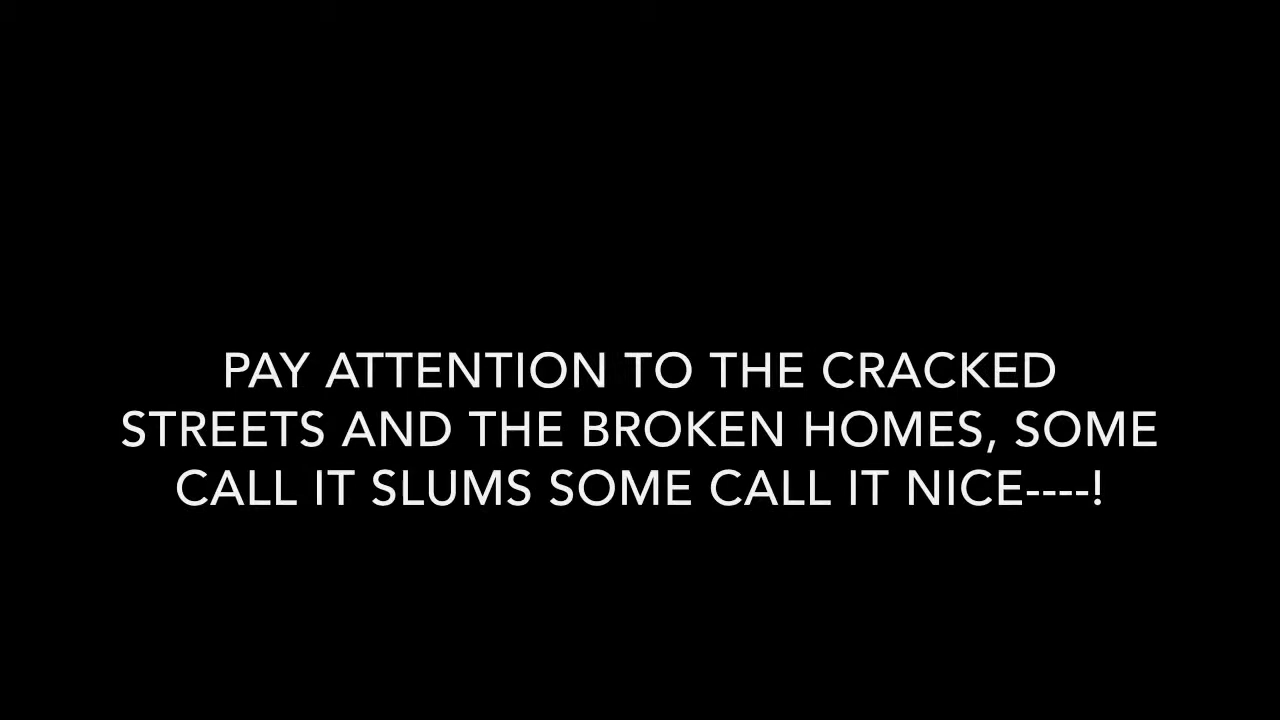 PAY ATTENTION TO THE CRACKED
STREETS AND THE BROKEN HOMES, SOME
CALL IT SLUMS SOME CALL IT NICE----!